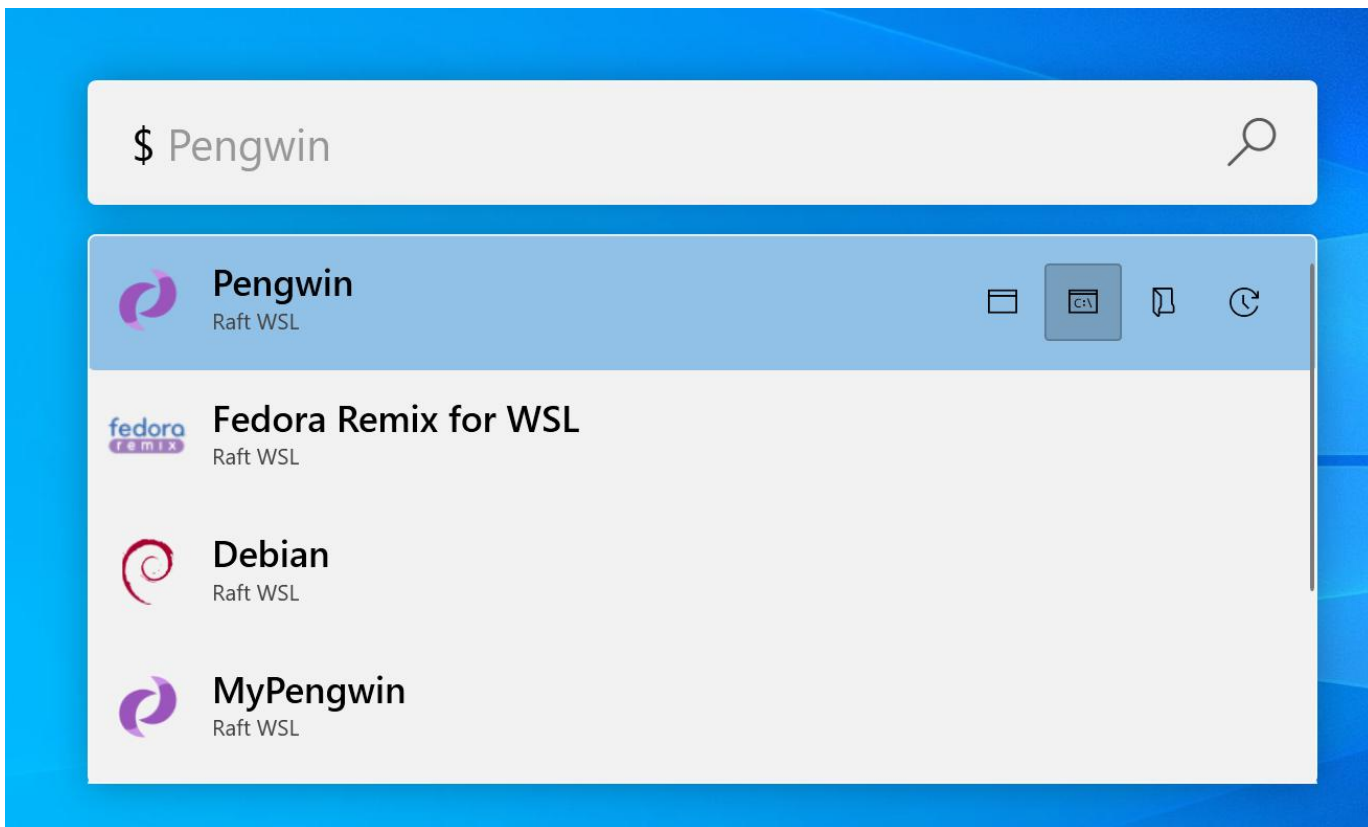 $ Pengwin
Pengwin
Raft WSL
C:\
fedora
remix
Fedora Remix for WSL
Raft WSL
Debian
Raft WSL
MyPengwin
Raft WSL